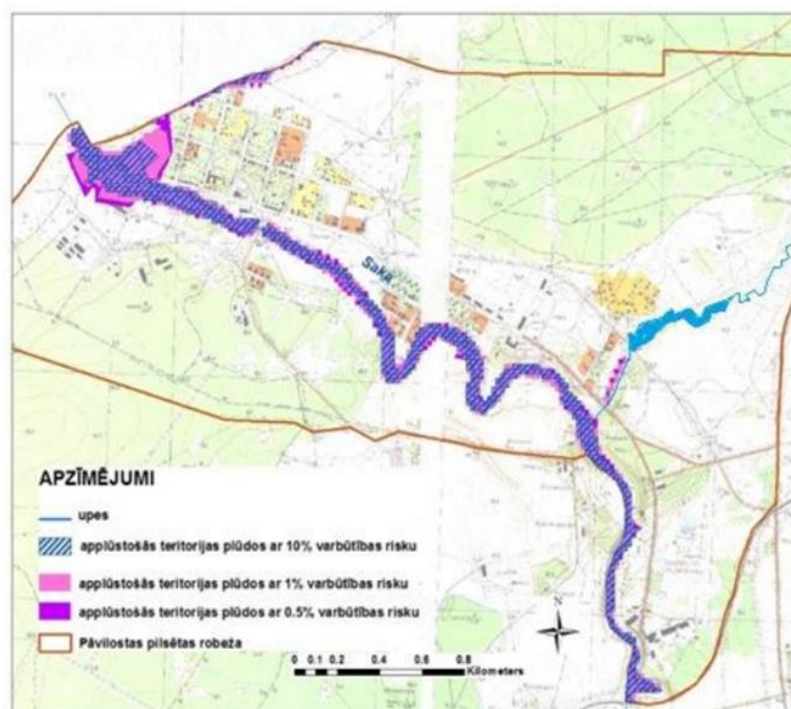 Saka
APZĪMĒJUMI
upes
applūstošās teritorijas plūdos ar 10% varbūtības risku
applūstošās teritorijas plūdos ar 1% varbūtības risku
applūstošās teritorijas plūdos ar 0.5% varbūtības risku
Pāvilostas pilsētas robeža
N
0 0.1 0.2 0.4 0.6 0.8
Kilometers